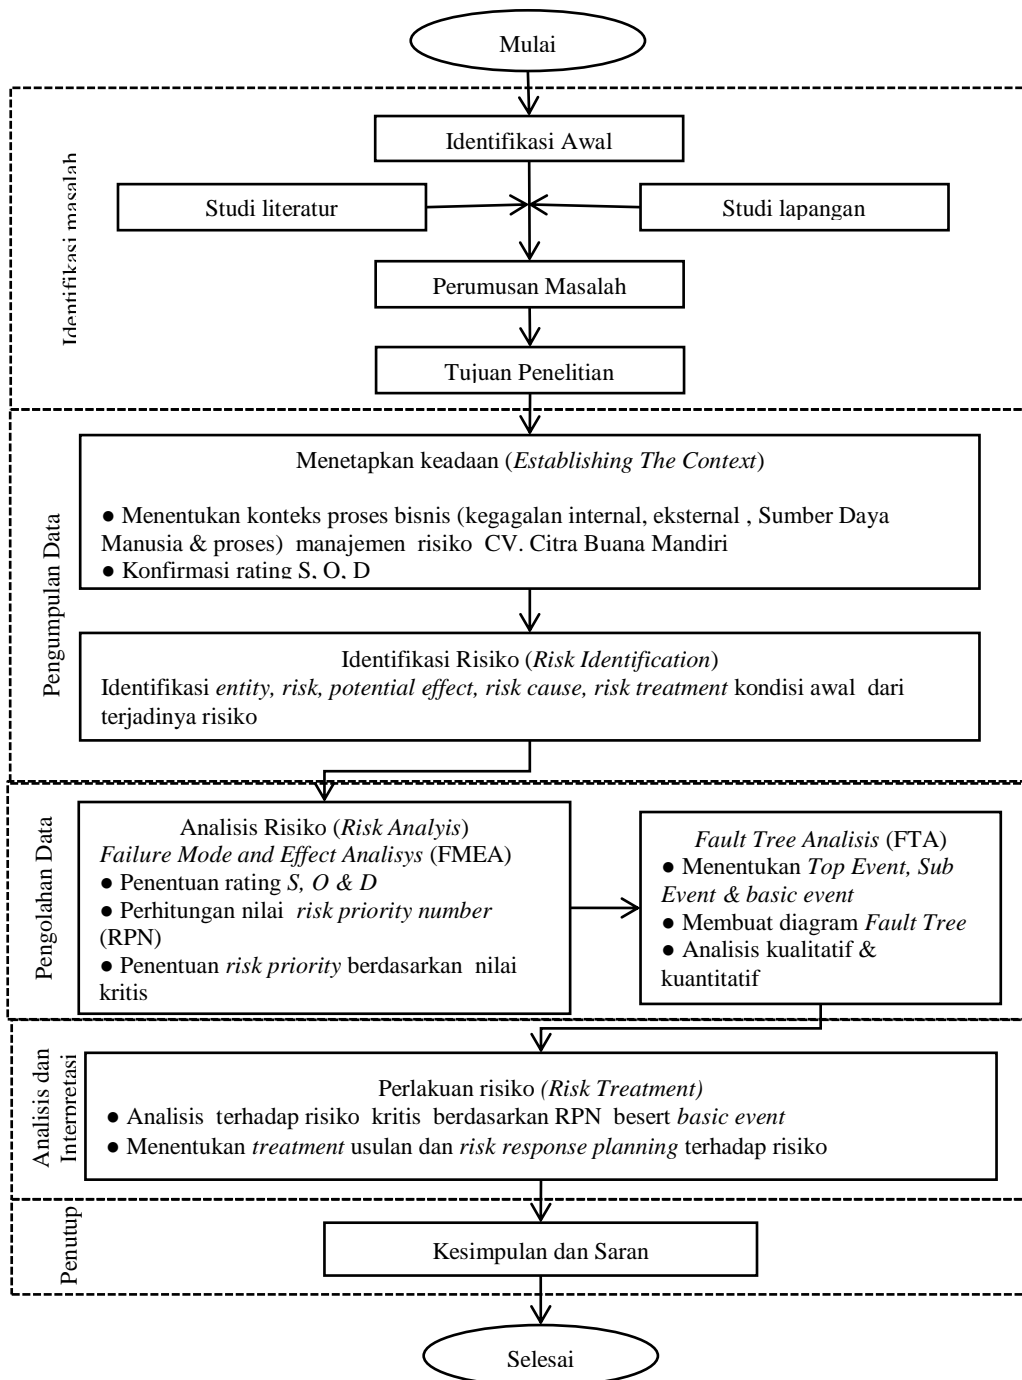 Mulai
Identifikasi masalah
Identifikasi Awal
Studi literatur
Studi lapangan
Perumusan Masalah
Tujuan Penelitian
Pengumpulan Data
Menetapkan keadaan (Establishing The Context)
● Menentukan konteks proses bisnis (kegagalan internal, eksternal , Sumber Daya
Manusia & proses) manajemen risiko CV. Citra Buana Mandiri
● Konfirmasi rating S, O, D
Identifikasi Risiko (Risk Identification)
Identifikasi entity, risk, potential effect, risk cause, risk treatment kondisi awal dari
terjadinya risiko
Pengolahan Data
Analisis Risiko (Risk Analyis)
Failure Mode and Effect Analisys (FMEA)
● Penentuan rating S, O & D
● Perhitungan nilai risk priority number
(RPN)
● Penentuan risk priority berdasarkan nilai
kritis
Fault Tree Analisis (FTA)
● Menentukan Top Event, Sub
Event & basic event
● Membuat diagram Fault Tree
● Analisis kualitatif &
kuantitatif
Analisis dan
Interpretasi
Perlakuan risiko (Risk Treatment)
● Analisis terhadap risiko kritis berdasarkan RPN besert basic event
● Menentukan treatment usulan dan risk response planning terhadap risiko
Penutup
Kesimpulan dan Saran
Selesai